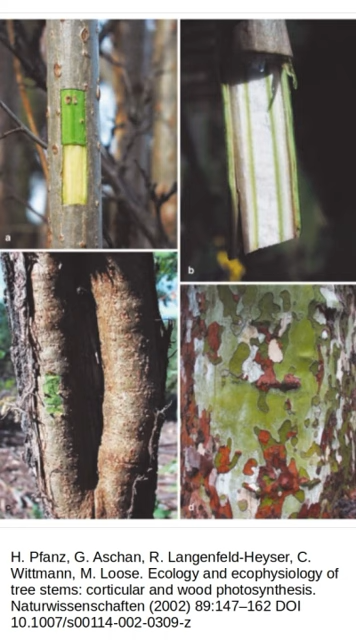 a
b
c
d
H. Pfanz, G. Aschan, R. Langenfeld-Heyser, C.
Wittmann, M. Loose. Ecology and ecophysiology of
tree stems: corticular and wood photosynthesis.
Naturwissenschaften (2002) 89:147–162 DOI
10.1007/s00114-002-0309-z